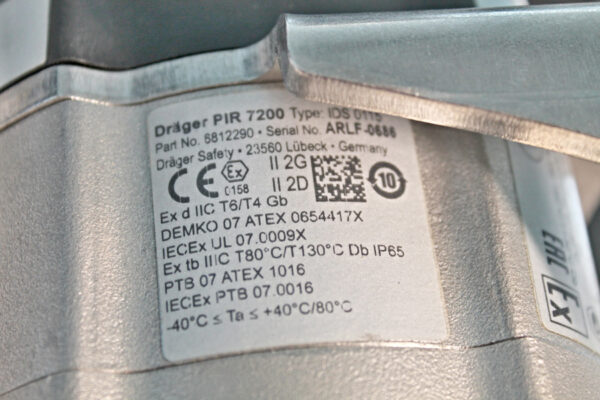 Dräger PIR 7200 Type: IDS 0115
Part No. 6812290 • Serial No. ARLF-0686
Dräger Safety • 23560 Lübeck • Germany
CE 0158 Ex II 2G
II 2D
10
Ex d IIC T6/T4 Gb
DEMKO 07 ATEX 0654417X
IECEx UL 07.0009X
Ex tb IIIC T80°C/T130°C Db IP65
PTB 07 ATEX 1016
IECEx PTB 07.0016
-40°C ≤ Ta ≤ +40°C/80°C
EAC Ex